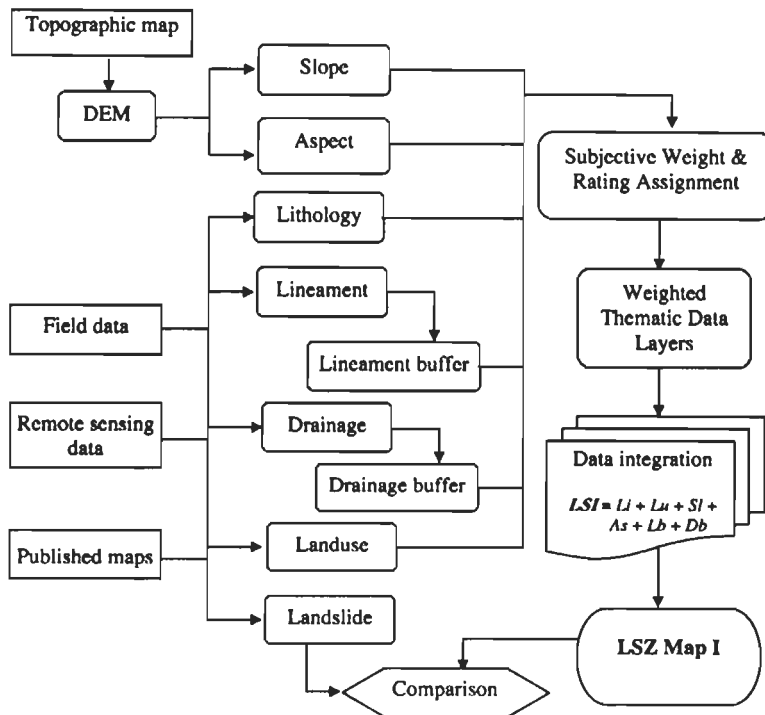 Topographic map
DEM
Slope
Aspect
Lithology
Lineament
Lineament buffer
Field data
Remote sensing
data
Published maps
Drainage
Drainage buffer
Landuse
Landslide
Comparison
Subjective Weight &
Rating Assignment
Weighted
Thematic Data
Layers
Data integration
LSI = Li + Lu + Sl +
As + Lb + Db
LSZ Map I